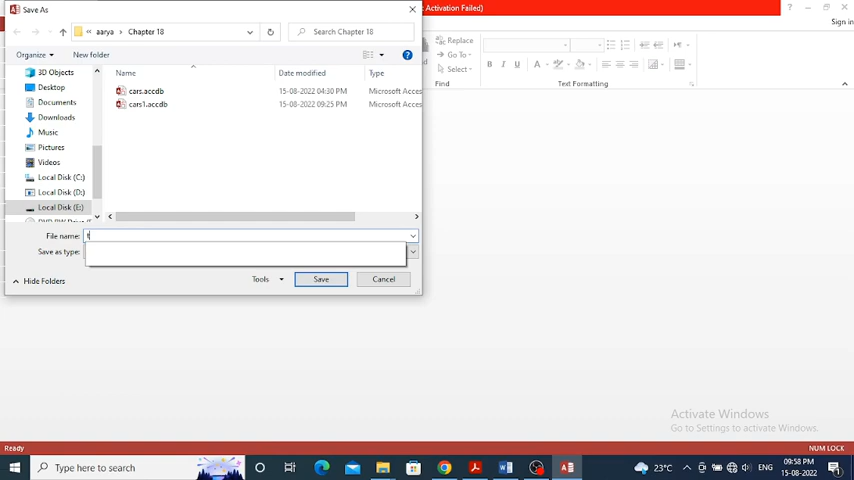 Save As
t Activation Failed)
Sign in
« aarya › Chapter 18
Search Chapter 18
Organize
New folder
3D Objects
Desktop
Documents
Downloads
Music
Pictures
Videos
Local Disk (C:)
Local Disk (D:)
Local Disk (E:)
Name
Date modified
Type
cars.accdb
15-08-2022 04:30 PM
Microsoft Acces
cars1.accdb
15-08-2022 09:25 PM
Microsoft Acces
Replace
Go To
Select
Find
B I U A
Text Formatting
File name: t
Save as type:
Hide Folders
Tools
Save
Cancel
Activate Windows
Go to Settings to activate Windows.
Ready
NUM LOCK
Type here to search
23°C
ENG
09:58 PM
15-08-2022
1